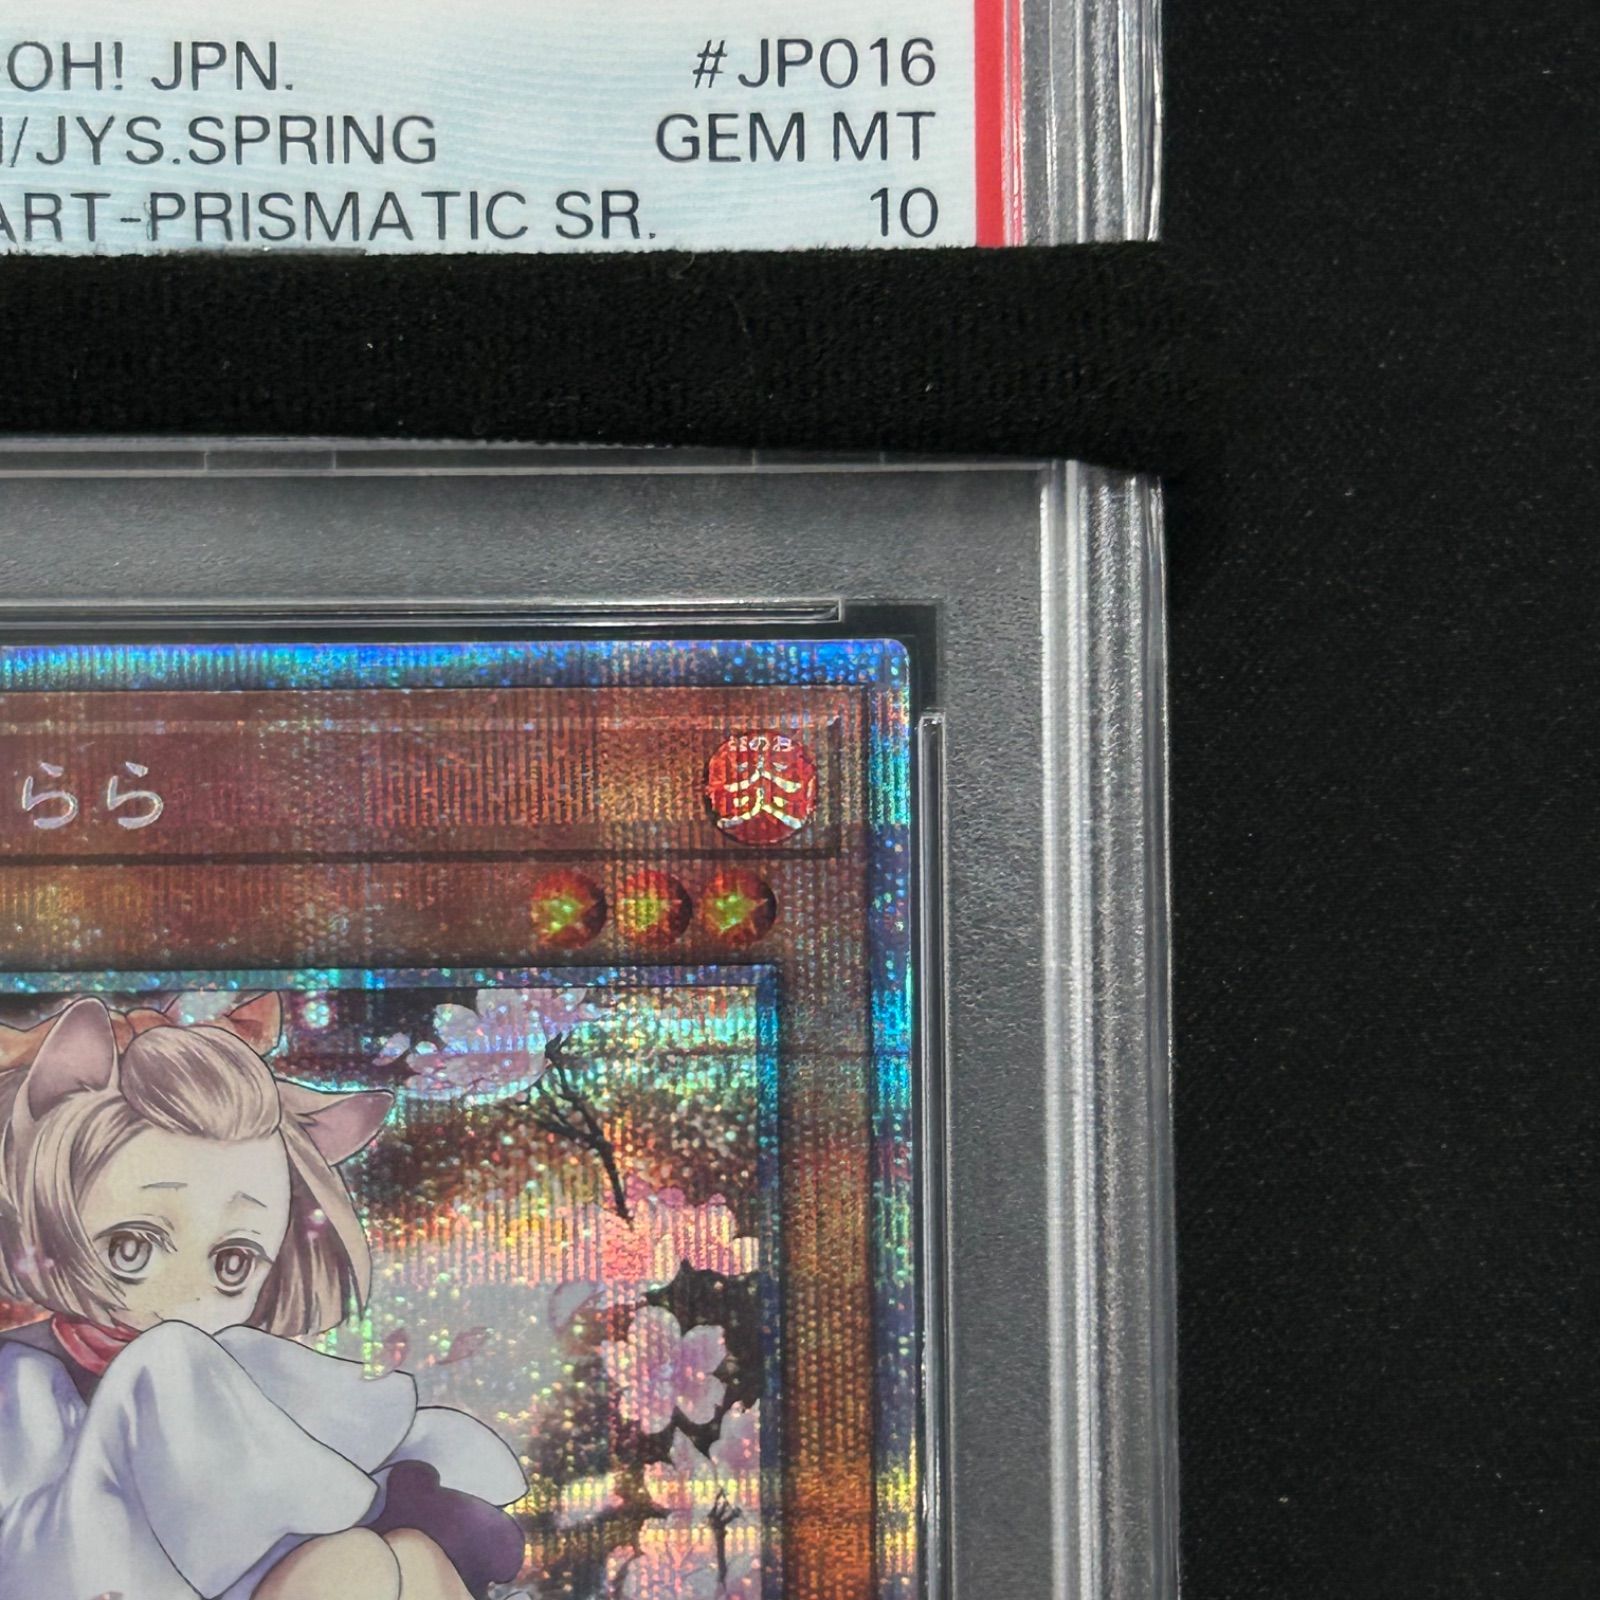 -OH! JPN. #JP016
/JYS.SPRING GEM MT
ART-PRISMATIC SR. 10
らら
炎